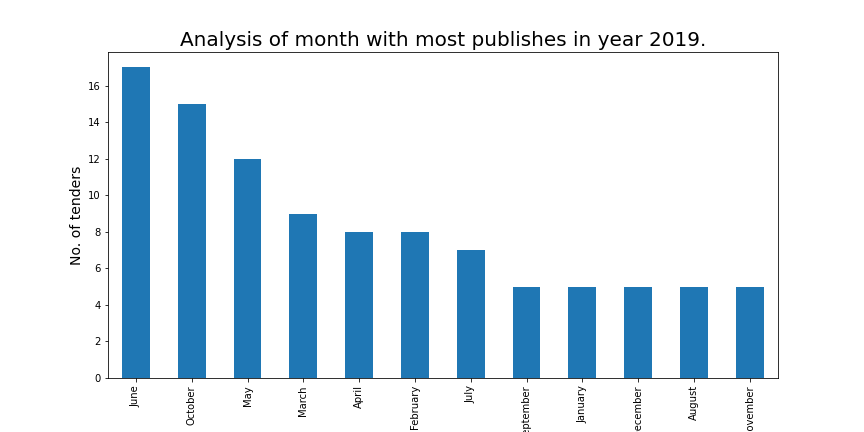 Analysis of month with most publishes in year 2019.
No. of tenders
16
14
12
10
8
6
4
2
0
June
October
May
March
April
February
July
eptember
January
ecember
August
ovember